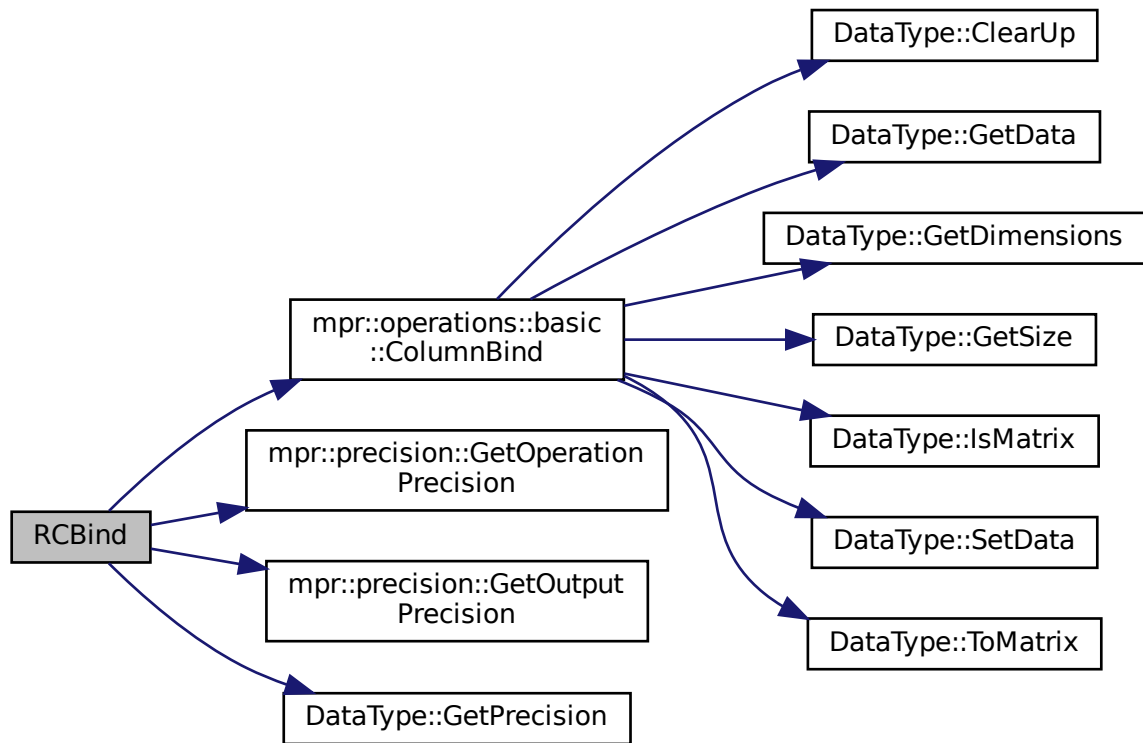 RCBind
mpr::operations::basic
::ColumnBind
mpr::precision::GetOperation
Precision
mpr::precision::GetOutput
Precision
DataType::GetPrecision
DataType::ClearUp
DataType::GetData
DataType::GetDimensions
DataType::GetSize
DataType::IsMatrix
DataType::SetData
DataType::ToMatrix